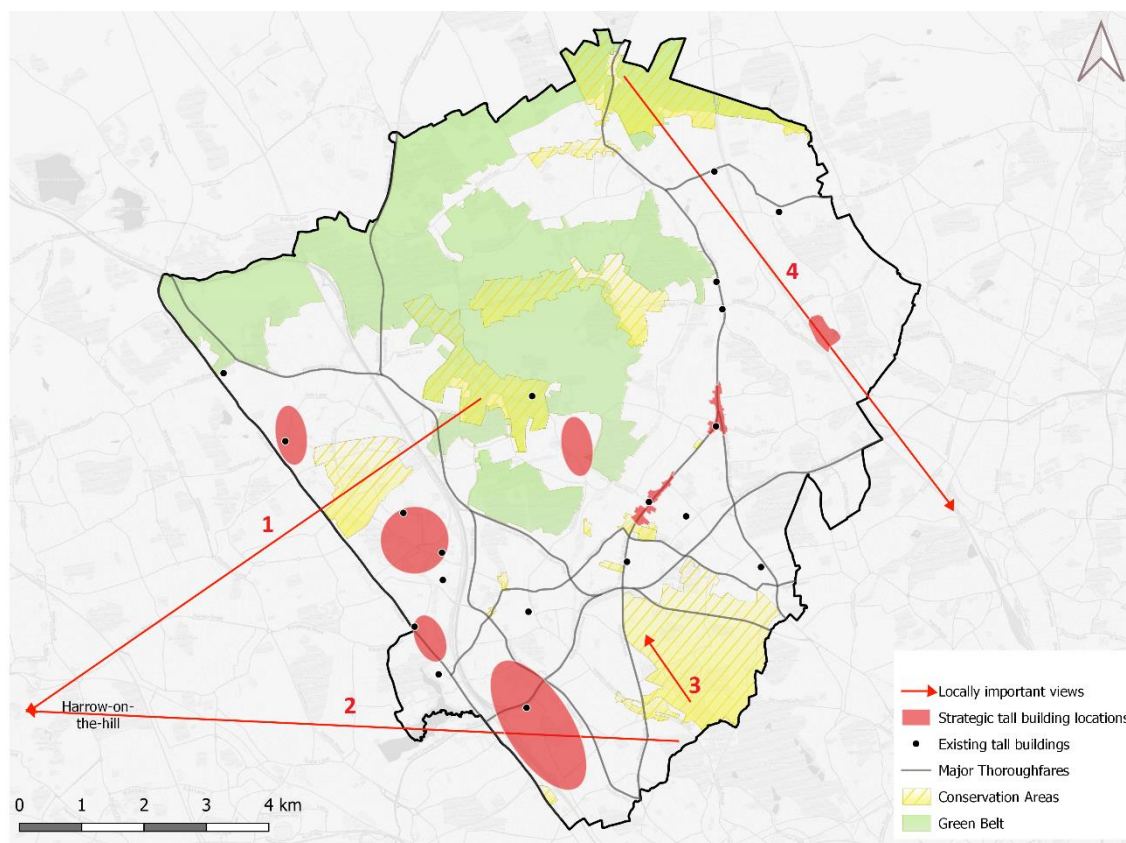 4
1
3
2
Harrow-on-
the-hill
0 1 2 3 4 km
Locally important views
Strategic tall building locations
Existing tall buildings
Major Thoroughfares
Conservation Areas
Green Belt